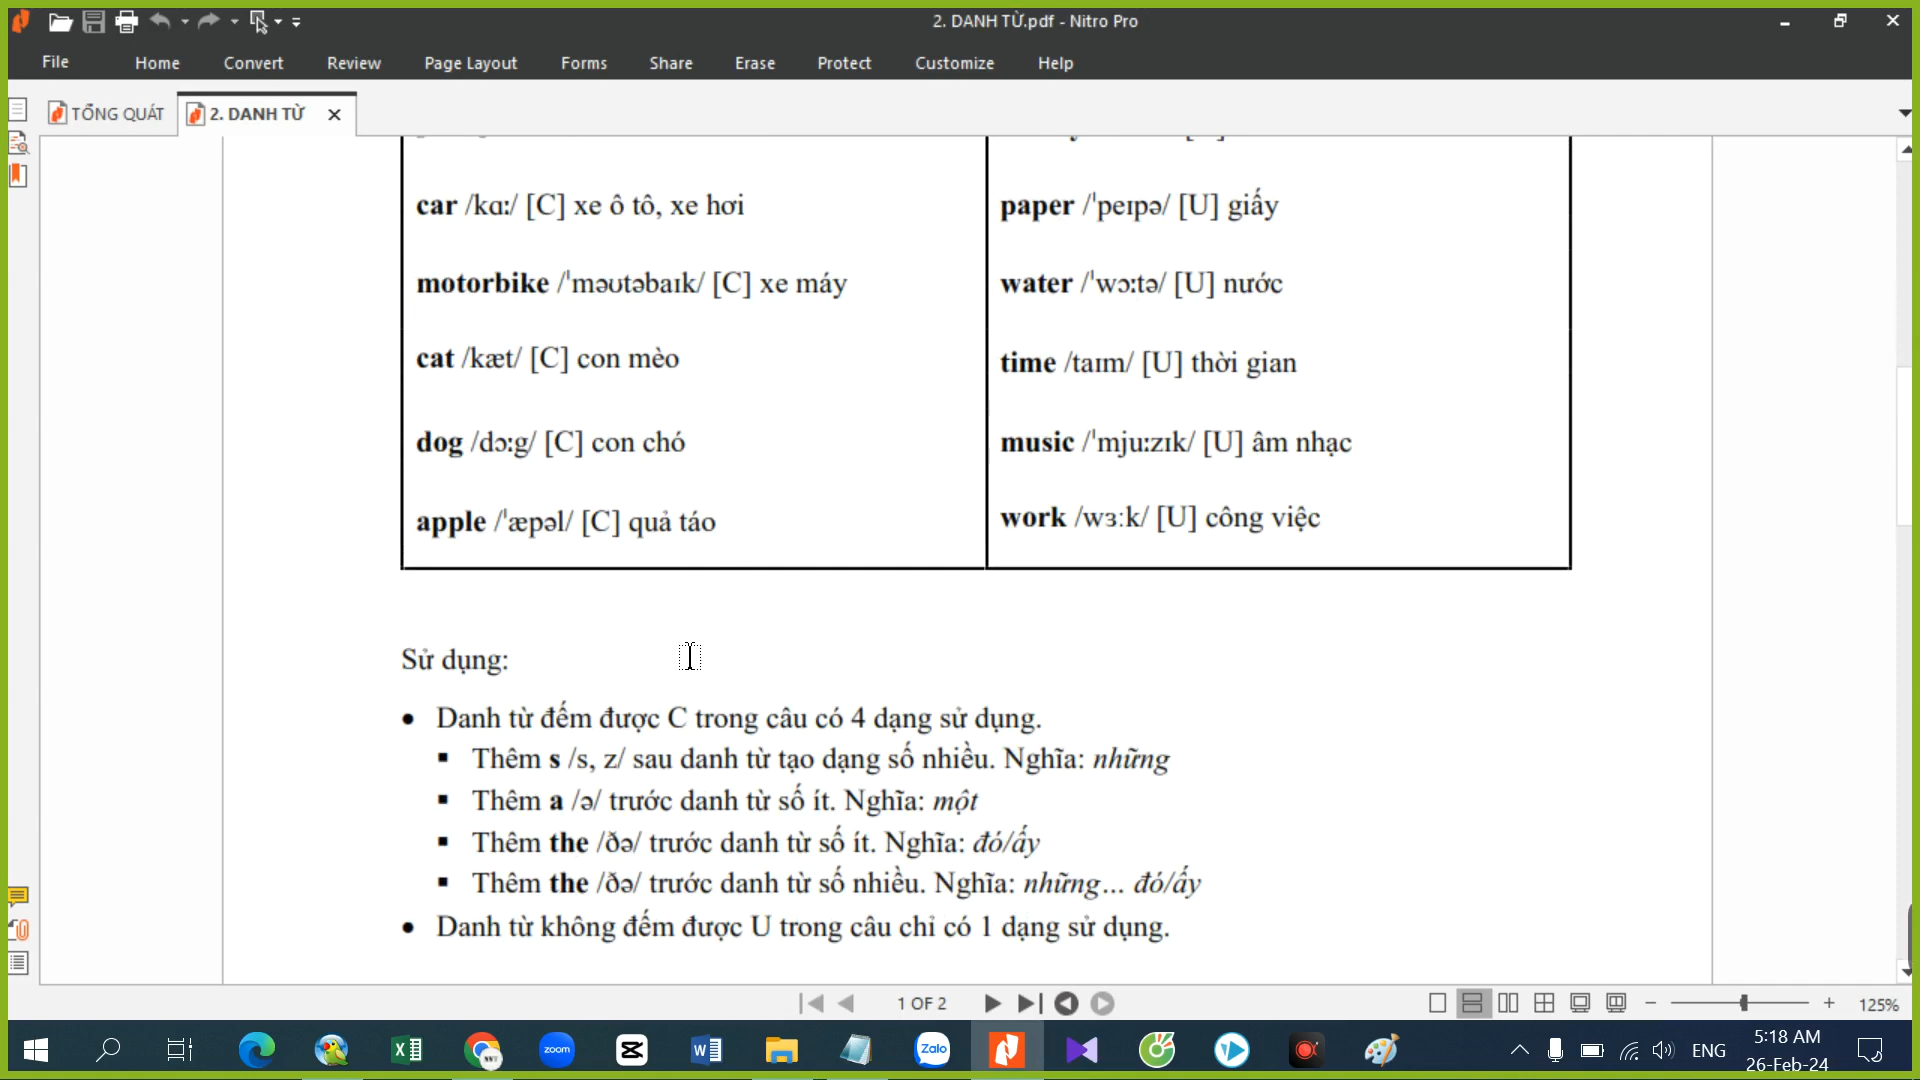 2. DANH TỪ.pdf - Nitro Pro
File Home Convert Review Page Layout Forms Share Erase Protect Customize Help
TỔNG QUÁT 2. DANH TỪ
car /kɑː/ [C] xe ô tô, xe hơi
paper /ˈpeɪpə/ [U] giấy
motorbike /ˈməʊtəbaɪk/ [C] xe máy
water /ˈwɔːtə/ [U] nước
cat /kæt/ [C] con mèo
time /taɪm/ [U] thời gian
dog /dɔːg/ [C] con chó
music /ˈmjuːzɪk/ [U] âm nhạc
apple /ˈæpəl/ [C] quả táo
work /wɜːk/ [U] công việc
Sử dụng:
• Danh từ đếm được C trong câu có 4 dạng sử dụng.
▪ Thêm s /s, z/ sau danh từ tạo dạng số nhiều. Nghĩa: những
▪ Thêm a /ə/ trước danh từ số ít. Nghĩa: một
▪ Thêm the /ðə/ trước danh từ số ít. Nghĩa: đó/ấy
▪ Thêm the /ðə/ trước danh từ số nhiều. Nghĩa: những... đó/ấy
• Danh từ không đếm được U trong câu chỉ có 1 dạng sử dụng.
1 OF 2
125%
zoom
Zalo
ENG
5:18 AM
26-Feb-24